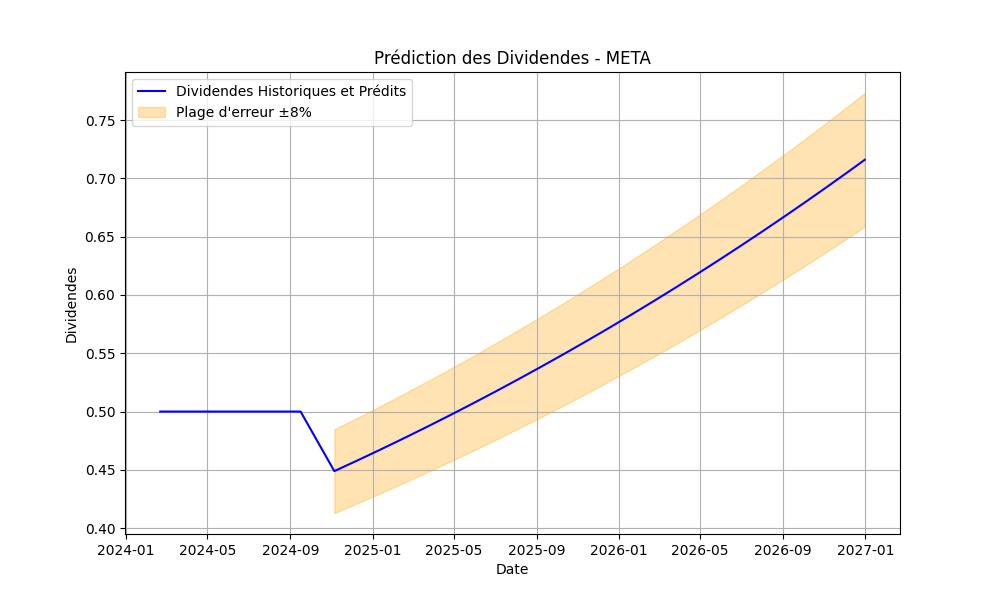 Prédiction des Dividendes - META
Dividendes Historiques et Prédits
Plage d'erreur ±8%
Dividendes
0.75
0.70
0.65
0.60
0.55
0.50
0.45
0.40
2024-01 2024-05 2024-09 2025-01 2025-05 2025-09 2026-01 2026-05 2026-09 2027-01
Date